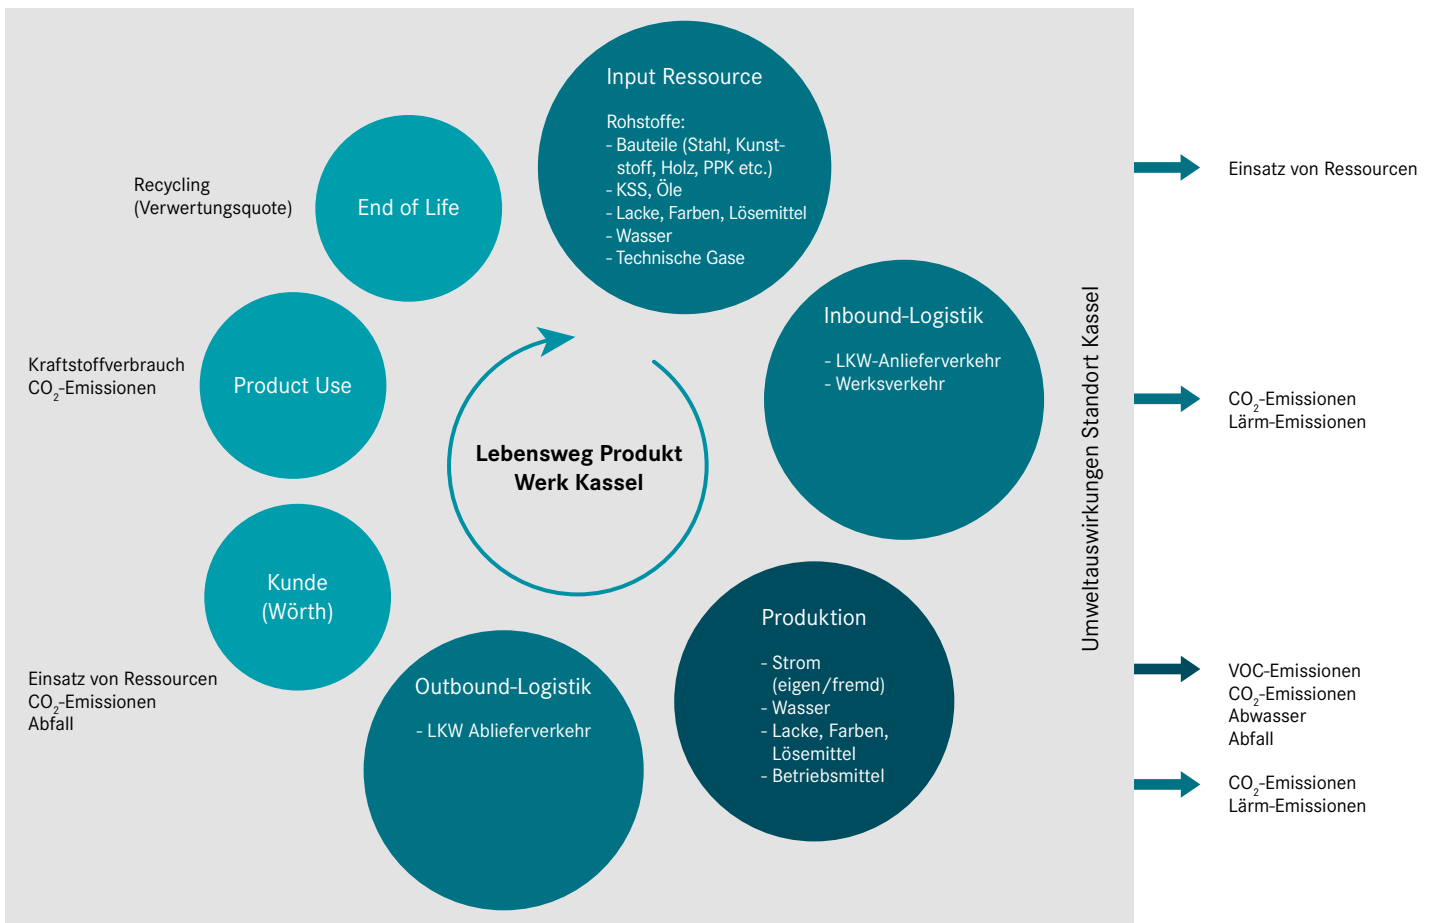 Input Ressource
Rohstoffe:
- Bauteile (Stahl, Kunst-
stoff, Holz, PPK etc.)
- KSS, Öle
- Lacke, Farben, Lösemittel
- Wasser
- Technische Gase
Inbound-Logistik
- LKW-Anlieferverkehr
- Werksverkehr
Produktion
- Strom
(eigen/fremd)
- Wasser
- Lacke, Farben,
Lösemittel
- Betriebsmittel
Outbound-Logistik
- LKW Ablieferverkehr
Kunde
(Wörth)
Einsatz von Ressourcen
CO₂-Emissionen
Abfall
Product Use
Kraftstoffverbrauch
CO₂-Emissionen
End of Life
Recycling
(Verwertungsquote)
Lebensweg Produkt
Werk Kassel
Umweltauswirkungen Standort Kassel
Einsatz von Ressourcen
CO₂-Emissionen
Lärm-Emissionen
VOC-Emissionen
CO₂-Emissionen
Abwasser
Abfall
CO₂-Emissionen
Lärm-Emissionen